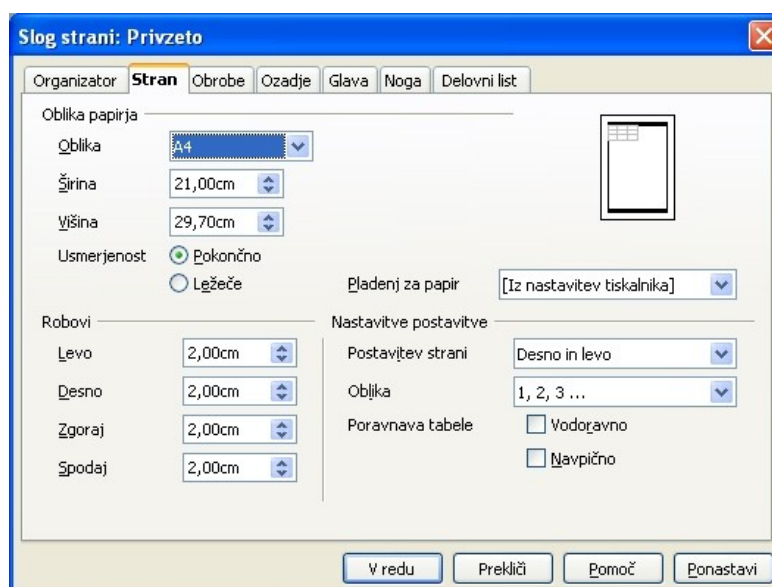 Slog strani: Privzeto
Organizator Stran Obrobe Ozadje Glava Noga Delovni list
Oblika papirja
Oblika A4
Širina 21,00cm
Višina 29,70cm
Usmerjenost Pokončno
Ležeče
Pladenj za papir [Iz nastavitev tiskalnika]
Robovi
Levo 2,00cm
Desno 2,00cm
Zgoraj 2,00cm
Spodaj 2,00cm
Nastavitve postavitve
Postavitev strani Desno in levo
Oblika 1, 2, 3 ...
Poravnava tabele Vodoravno
Navpično
V redu Prekliči Pomoč Ponastavi